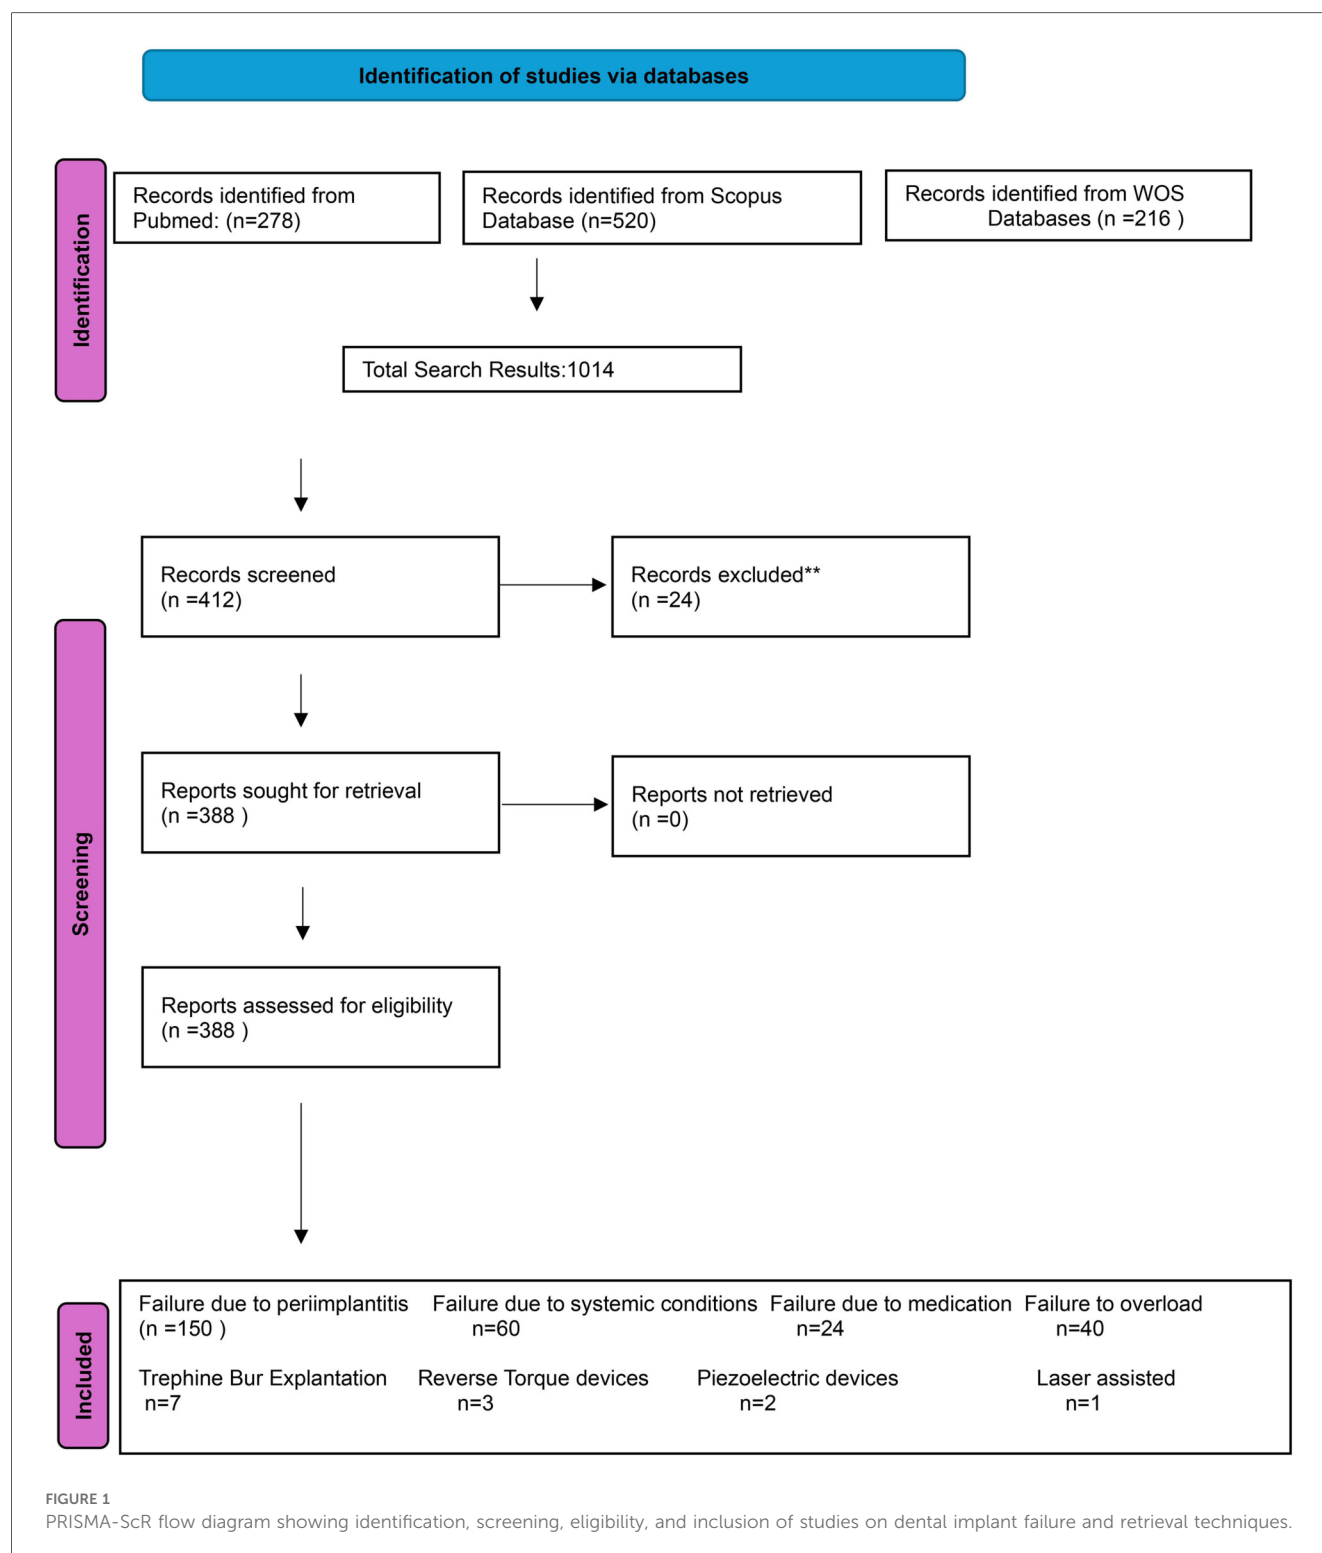 Identification of studies via databases
Identification
Records identified from
Pubmed: (n=278)
Records identified from Scopus
Database (n=520)
Records identified from WOS
Databases (n =216 )
Total Search Results:1014
Screening
Records screened
(n =412)
Records excluded**
(n =24)
Reports sought for retrieval
(n =388 )
Reports not retrieved
(n =0)
Reports assessed for eligibility
(n =388 )
Included
Failure due to periimplantitis
(n =150 )
Failure due to systemic conditions
n=60
Failure due to medication
n=24
Failure to overload
n=40
Trephine Bur Explantation
n=7
Reverse Torque devices
n=3
Piezoelectric devices
n=2
Laser assisted
n=1
FIGURE 1
PRISMA-ScR flow diagram showing identification, screening, eligibility, and inclusion of studies on dental implant failure and retrieval techniques.